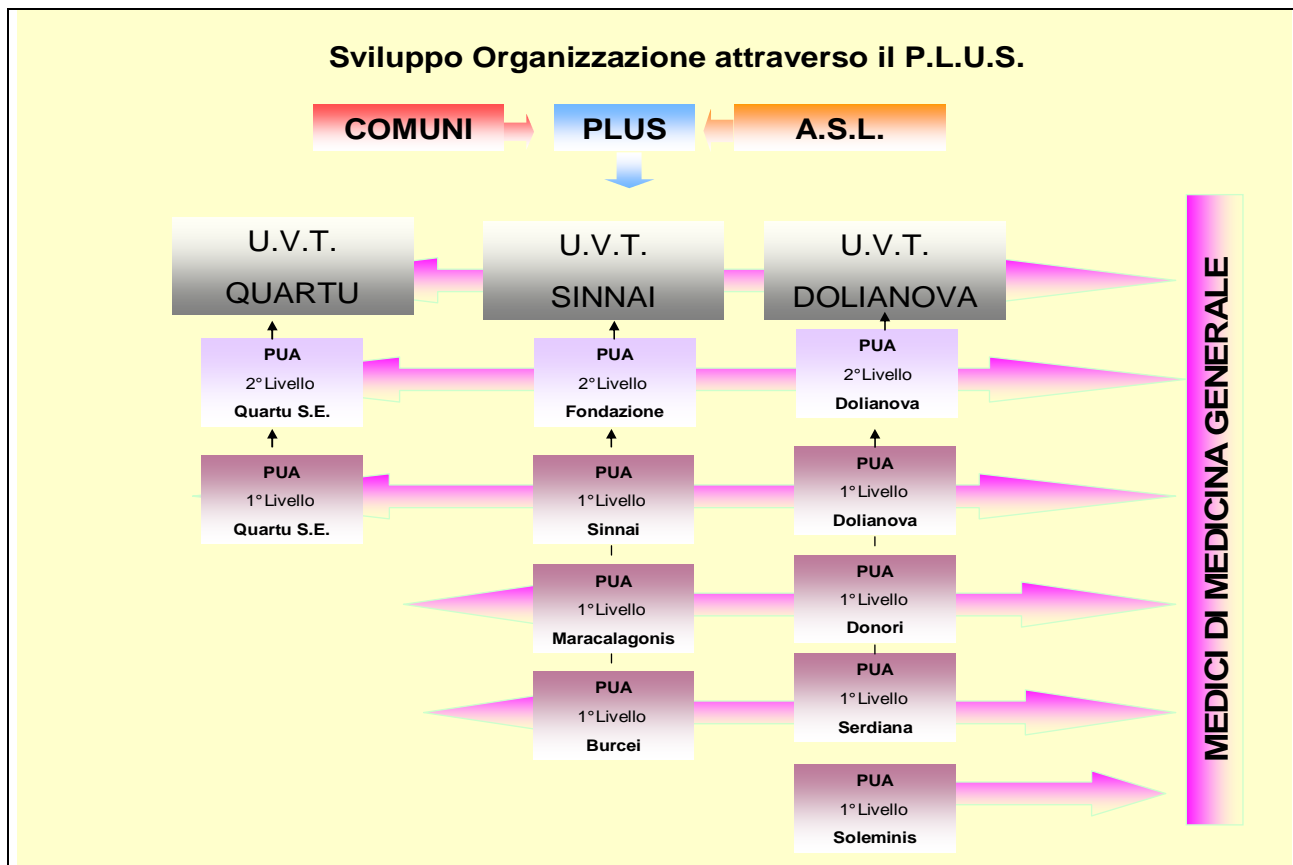 Sviluppo Organizzazione attraverso il P.L.U.S.
COMUNI
PLUS
A.S.L.
U.V.T.
QUARTU
U.V.T.
SINNAI
U.V.T.
DOLIANOVA
PUA
2°Livello
Quartu S.E.
PUA
2°Livello
Fondazione
PUA
2°Livello
Dolianova
PUA
1°Livello
Quartu S.E.
PUA
1°Livello
Sinnai
PUA
1°Livello
Dolianova
PUA
1°Livello
Maracalagonis
PUA
1°Livello
Donori
PUA
1°Livello
Burcei
PUA
1°Livello
Serdiana
PUA
1°Livello
Soleminis
MEDICI DI MEDICINA GENERALE